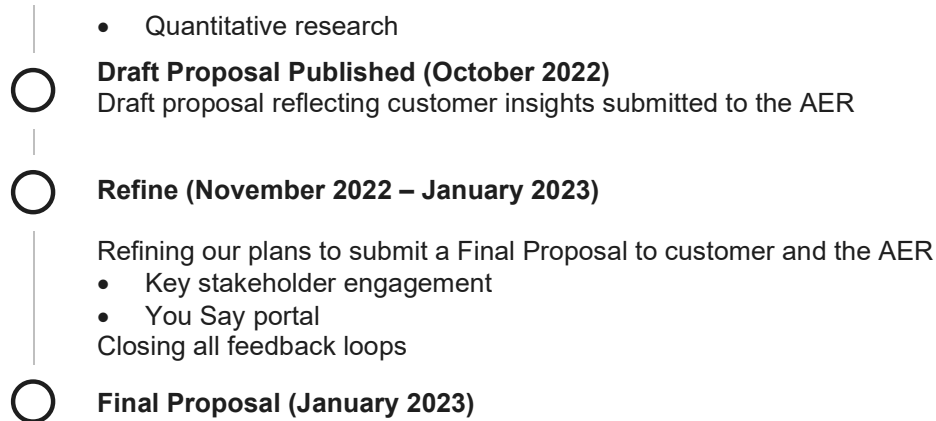 • Quantitative research
Draft Proposal Published (October 2022)
Draft proposal reflecting customer insights submitted to the AER
Refine (November 2022 – January 2023)
Refining our plans to submit a Final Proposal to customer and the AER
• Key stakeholder engagement
• You Say portal
Closing all feedback loops
Final Proposal (January 2023)